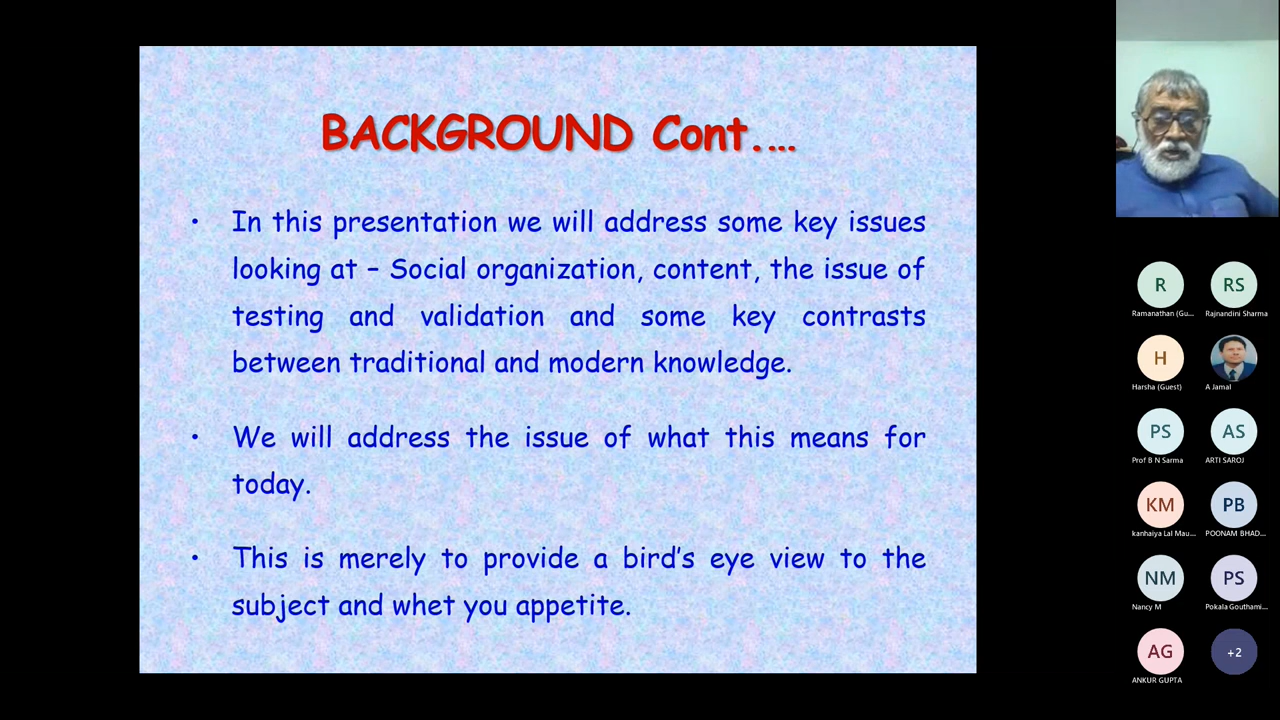 BACKGROUND Cont.…
• In this presentation we will address some key issues
looking at – Social organization, content, the issue of
testing and validation and some key contrasts
between traditional and modern knowledge.
• We will address the issue of what this means for
today.
• This is merely to provide a bird's eye view to the
subject and whet you appetite.
R
Ramanathan (Gu...
RS
Rajnandini Sharma
H
Harsha (Guest)
A Jamal
PS
Prof B N Sarma
AS
ARTI SAROJ
KM
kanhaiya Lal Mau...
PB
POONAM BHAD...
NM
Nancy M
PS
Pokala Gouthami...
AG
ANKUR GUPTA
+2